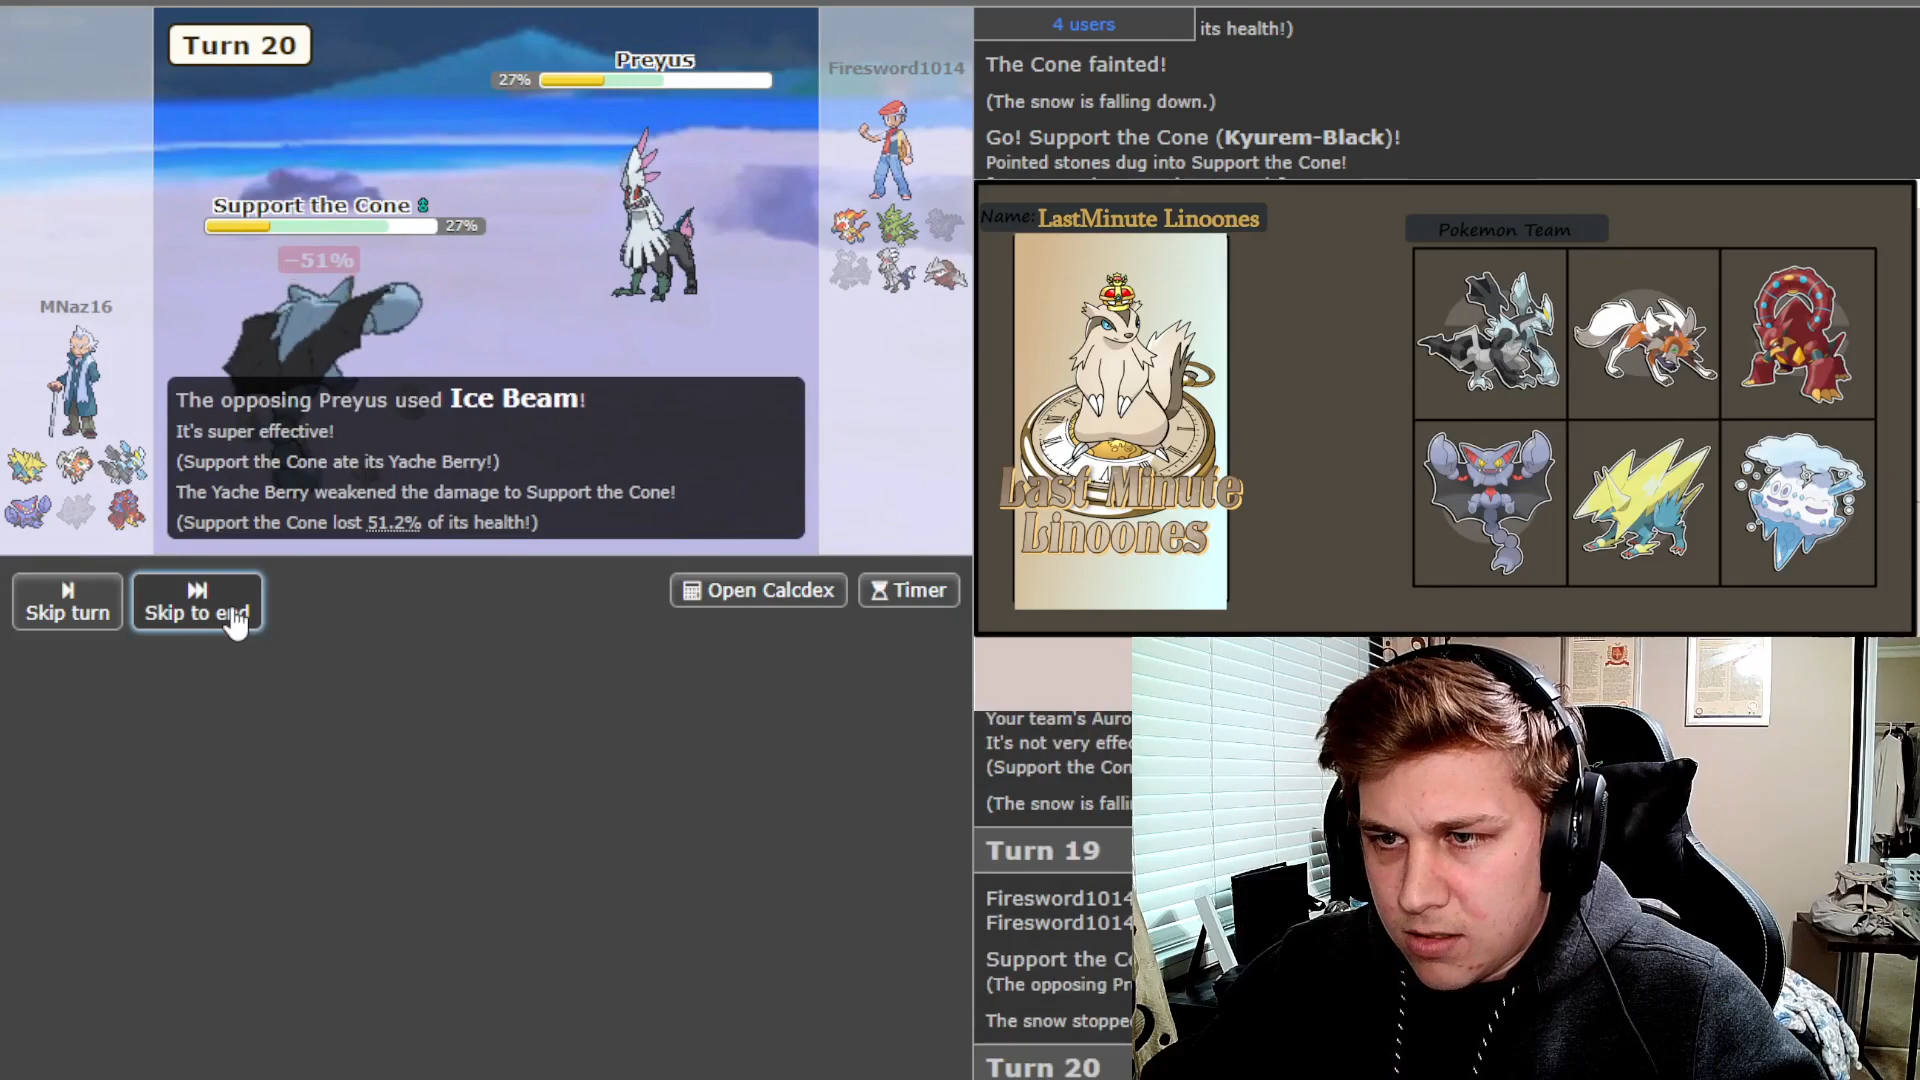 Turn 20
Preyus
27%
Firesword1014
Support the Cone
27%
−51%
MNaz16
The opposing Preyus used Ice Beam!
It's super effective!
(Support the Cone ate its Yache Berry!)
The Yache Berry weakened the damage to Support the Cone!
(Support the Cone lost 51.2% of its health!)
Skip turn
Skip to end
Open Calcdex
Timer
4 users
its health!)
The Cone fainted!
(The snow is falling down.)
Go! Support the Cone (Kyurem-Black)!
Pointed stones dug into Support the Cone!
Name: LastMinute Linoones
Pokemon Team
Last Minute
Linoones
Your team's Auro
It's not very effec
(Support the Con
(The snow is falli
Turn 19
Firesword1014
Firesword1014
Support the Co
(The opposing Pr
The snow stoppe
Turn 20